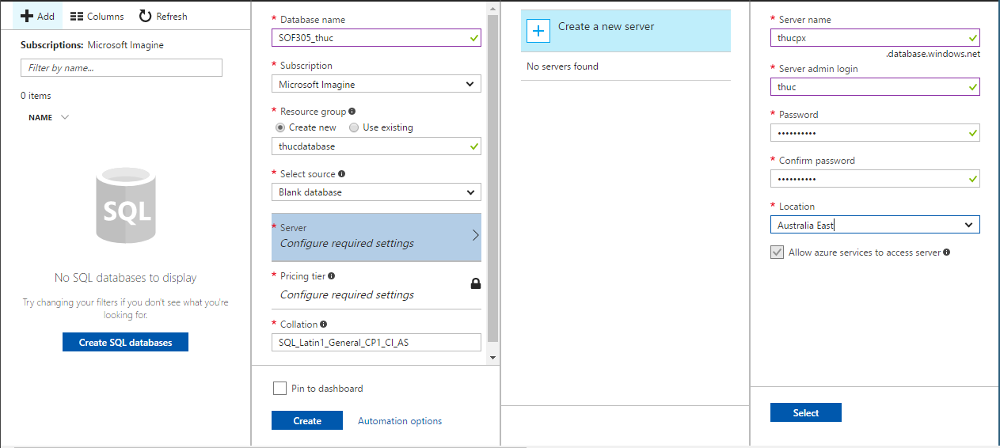 Add
Columns
Refresh
Subscriptions: Microsoft Imagine
Filter by name...
0 items
NAME
SQL
No SQL databases to display
Try changing your filters if you don't see what you're
looking for.
Create SQL databases
* Database name
SOF305_thuc
* Subscription
Microsoft Imagine
* Resource group
Create new
Use existing
thucdatabase
* Select source
Blank database
* Server
Configure required settings
* Pricing tier
Configure required settings
* Collation
SQL_Latin1_General_CP1_CI_AS
Pin to dashboard
Create
Automation options
Create a new server
No servers found
* Server name
thucpx
.database.windows.net
* Server admin login
thuc
* Password
••••••••••
* Confirm password
••••••••••
* Location
Australia East
Allow azure services to access server
Select